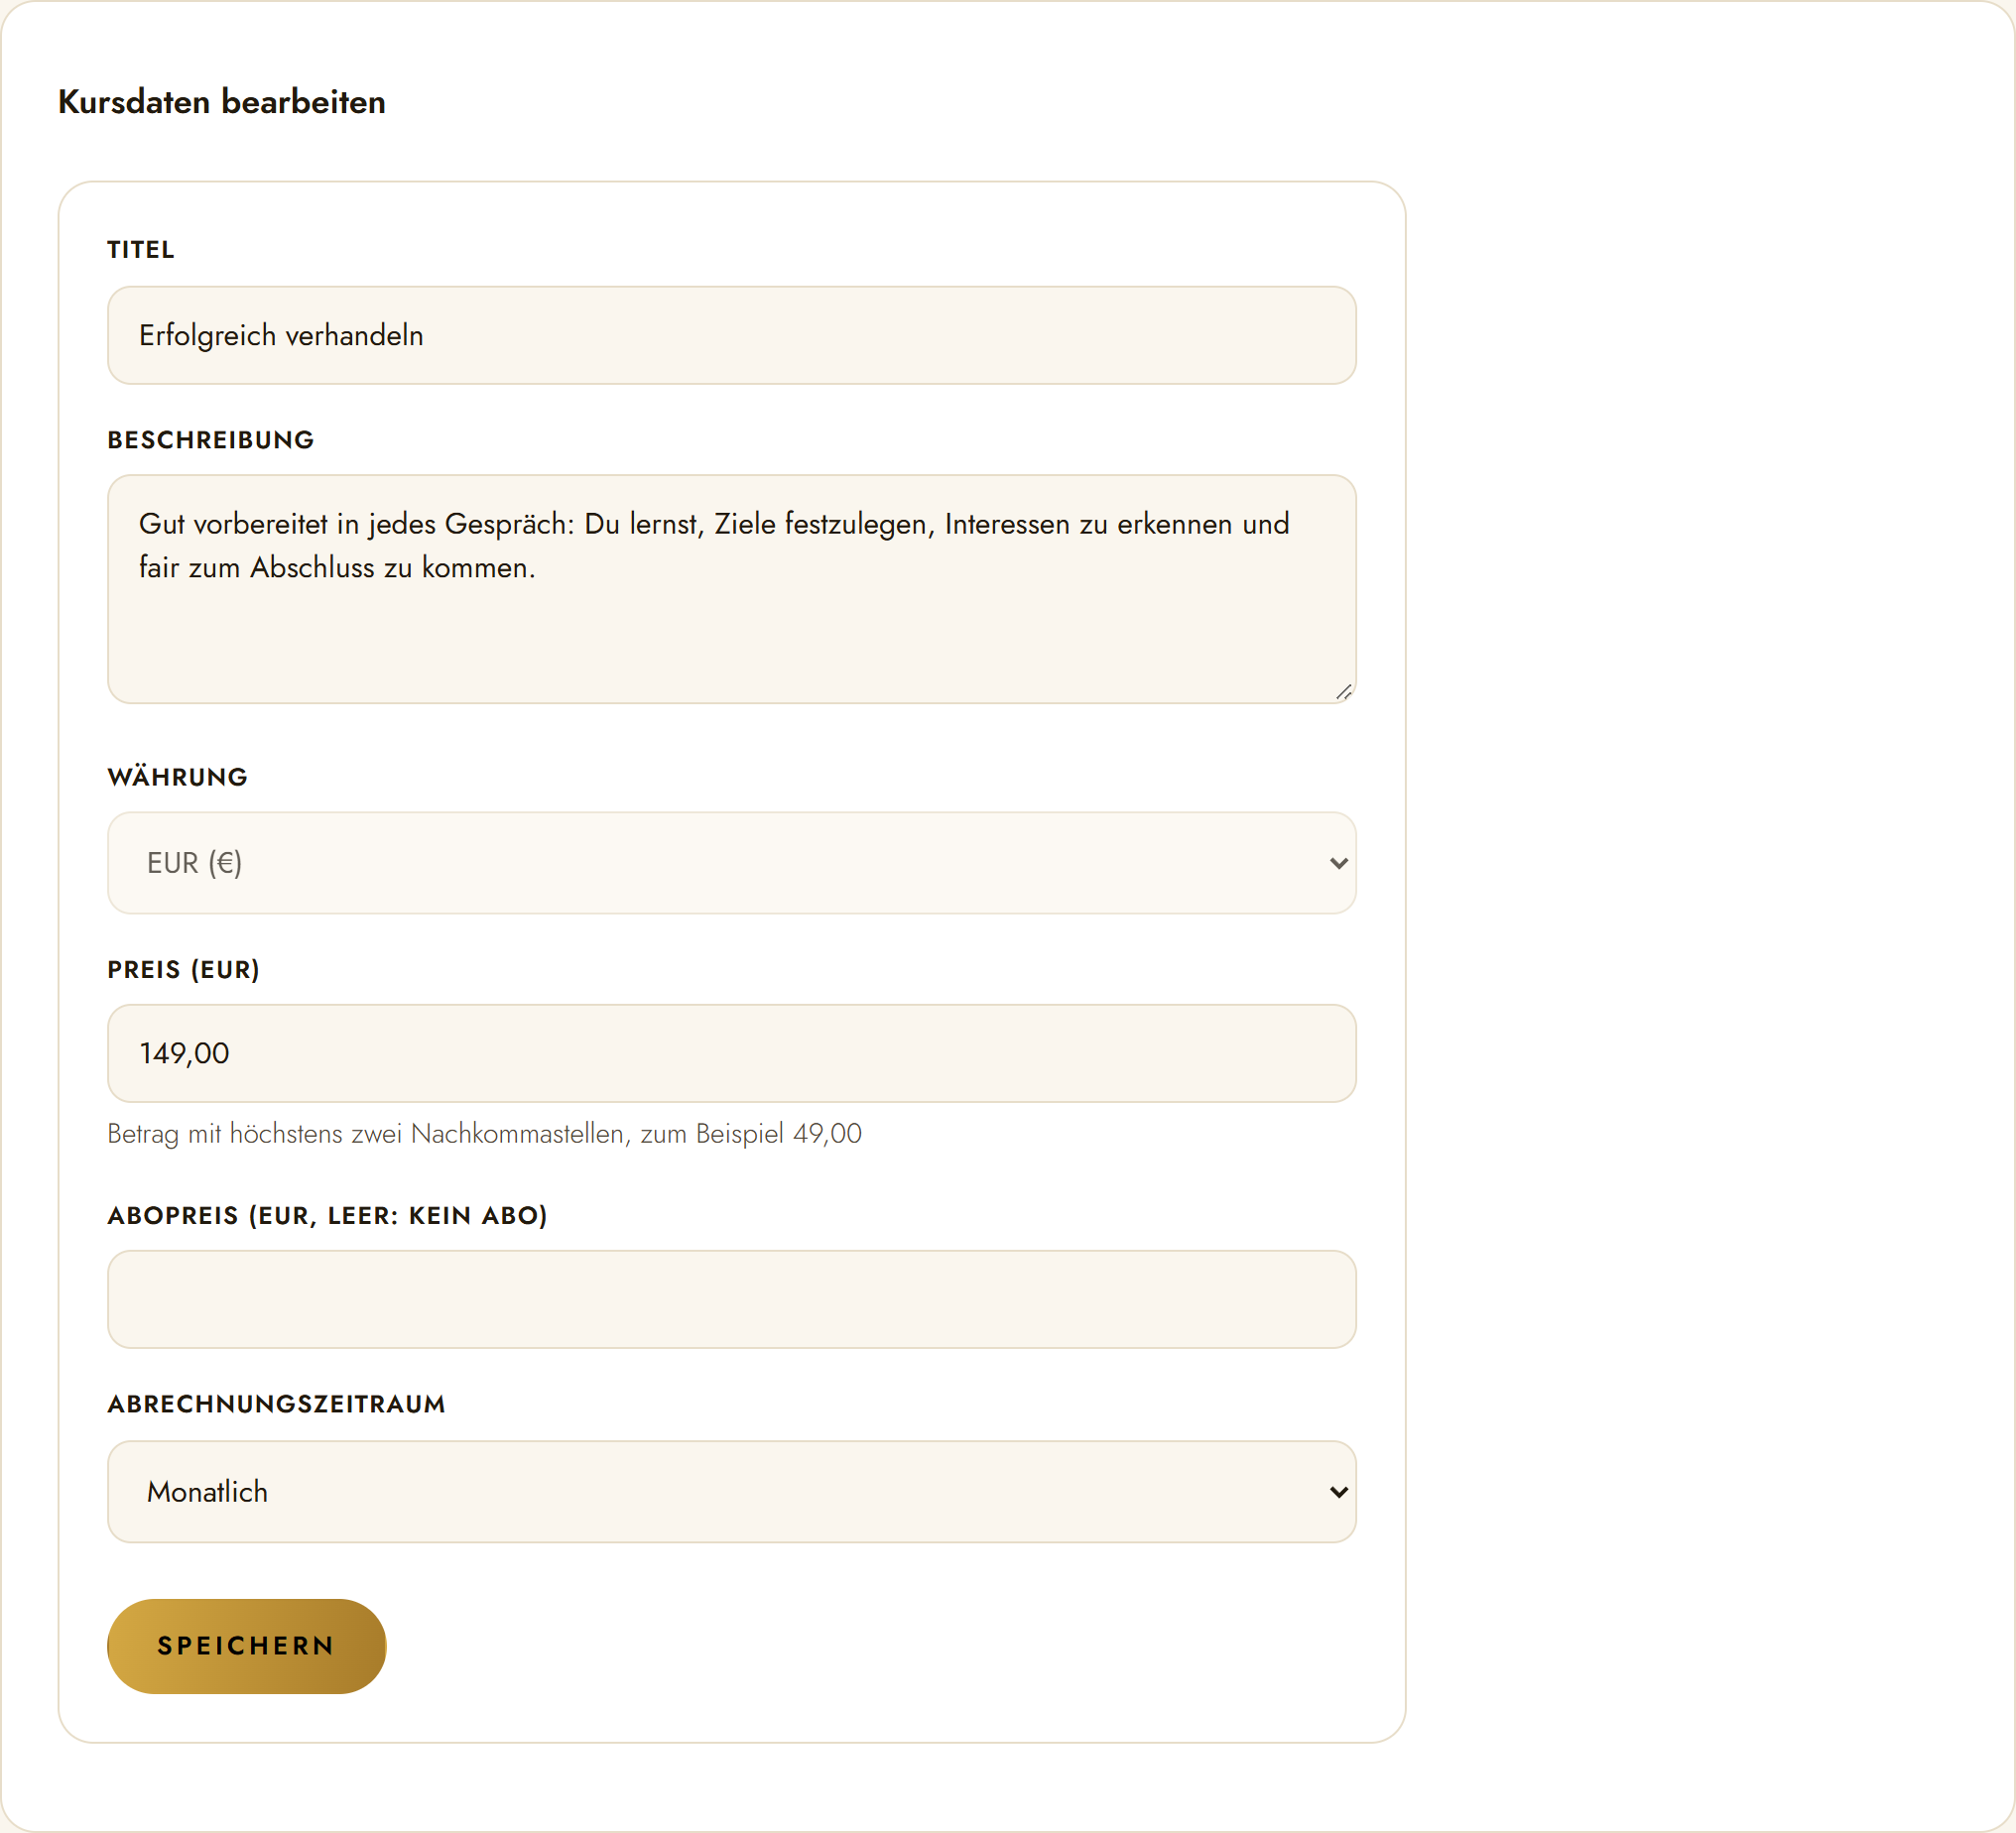 Kursdaten bearbeiten
TITEL
Erfolgreich verhandeln
BESCHREIBUNG
Gut vorbereitet in jedes Gespräch: Du lernst, Ziele festzulegen, Interessen zu erkennen und
fair zum Abschluss zu kommen.
WÄHRUNG
EUR (€)
PREIS (EUR)
149,00
Betrag mit höchstens zwei Nachkommastellen, zum Beispiel 49,00
ABOPREIS (EUR, LEER: KEIN ABO)
ABRECHNUNGSZEITRAUM
Monatlich
SPEICHERN